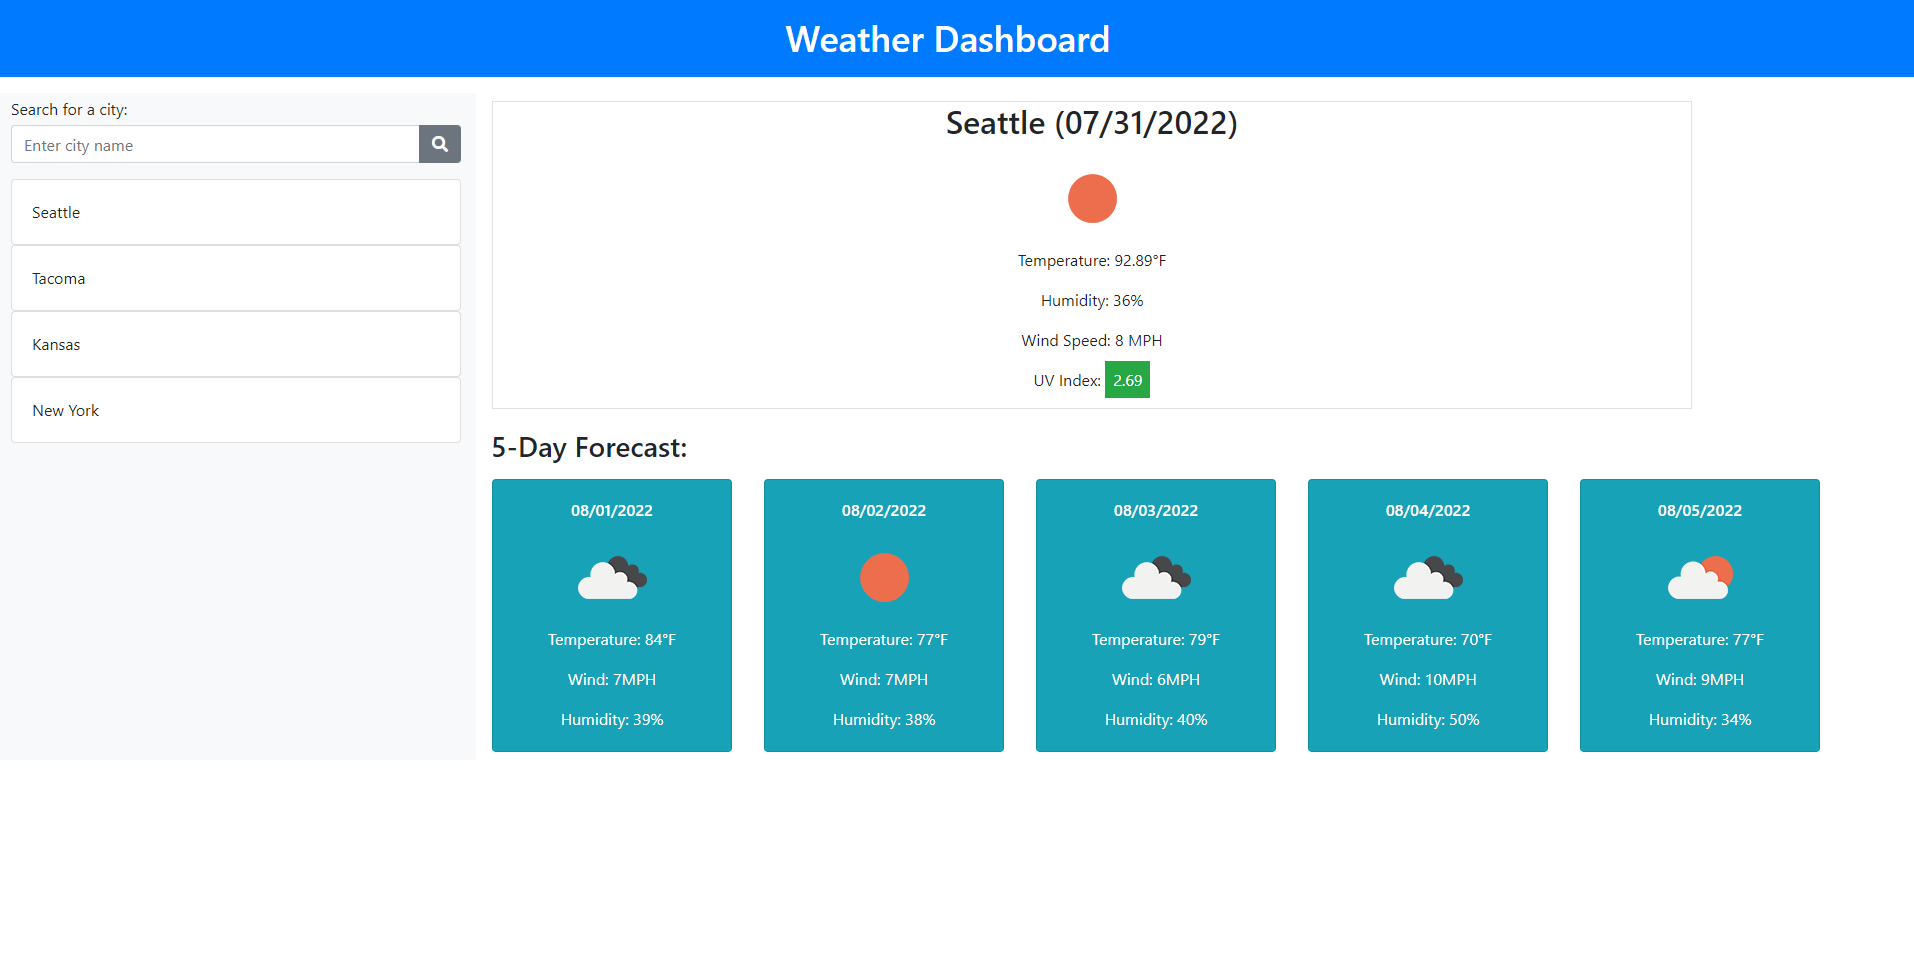 Weather Dashboard
Search for a city:
Enter city name
Seattle
Tacoma
Kansas
New York
Seattle (07/31/2022)
Temperature: 92.89°F
Humidity: 36%
Wind Speed: 8 MPH
UV Index: 2.69
5-Day Forecast:
08/01/2022
Temperature: 84°F
Wind: 7MPH
Humidity: 39%
08/02/2022
Temperature: 77°F
Wind: 7MPH
Humidity: 38%
08/03/2022
Temperature: 79°F
Wind: 6MPH
Humidity: 40%
08/04/2022
Temperature: 70°F
Wind: 10MPH
Humidity: 50%
08/05/2022
Temperature: 77°F
Wind: 9MPH
Humidity: 34%